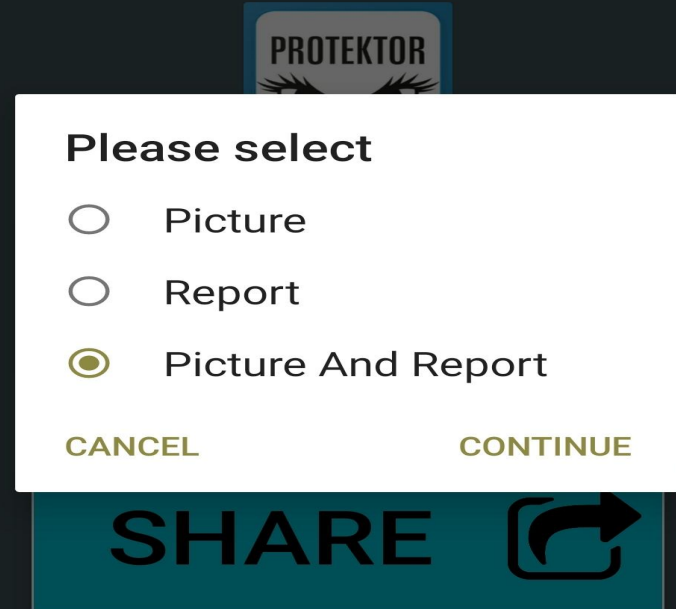 PROTEKTOR
Please select
Picture
Report
Picture And Report
CANCEL CONTINUE
SHARE